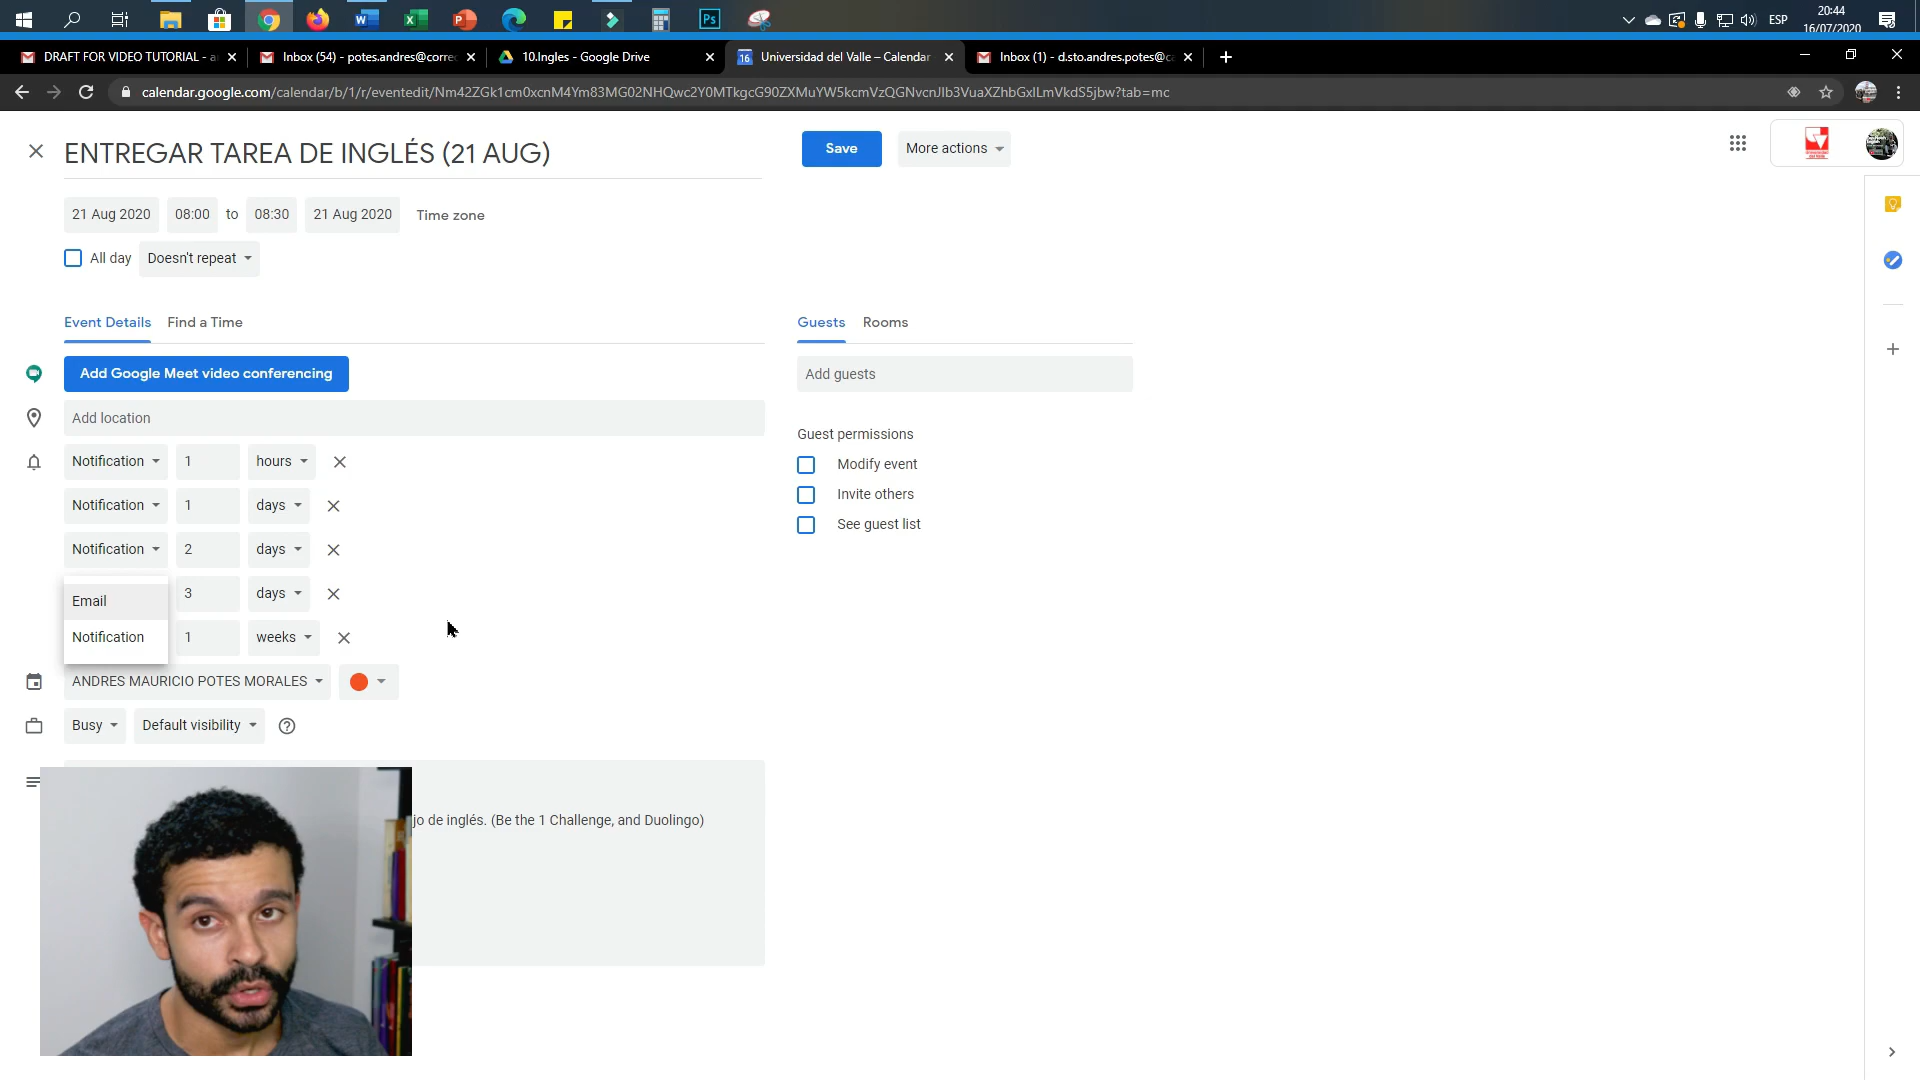 20:44
ESP
16/07/2020
DRAFT FOR VIDEO TUTORIAL - a
Inbox (54) - potes.andres@correo
10.Ingles - Google Drive
16 Universidad del Valle – Calendar
Inbox (1) - d.sto.andres.potes@c
calendar.google.com/calendar/b/1/r/eventedit/Nm42ZGk1cm0xcnM4Ym83MG02NHQwc2Y0MTkgcG90ZXMuYW5kcmVzQGNvcnJlb3VuaXZhbGxlLmVkdS5jbw?tab=mc
ENTREGAR TAREA DE INGLÉS (21 AUG)
Save
More actions
21 Aug 2020 08:00 to 08:30 21 Aug 2020 Time zone
All day Doesn't repeat
Event Details Find a Time
Guests Rooms
Add Google Meet video conferencing
Add guests
Add location
Notification 1 hours
Guest permissions
Modify event
Notification 1 days
Invite others
See guest list
Notification 2 days
Email 3 days
Notification 1 weeks
ANDRES MAURICIO POTES MORALES
Busy Default visibility
jo de inglés. (Be the 1 Challenge, and Duolingo)